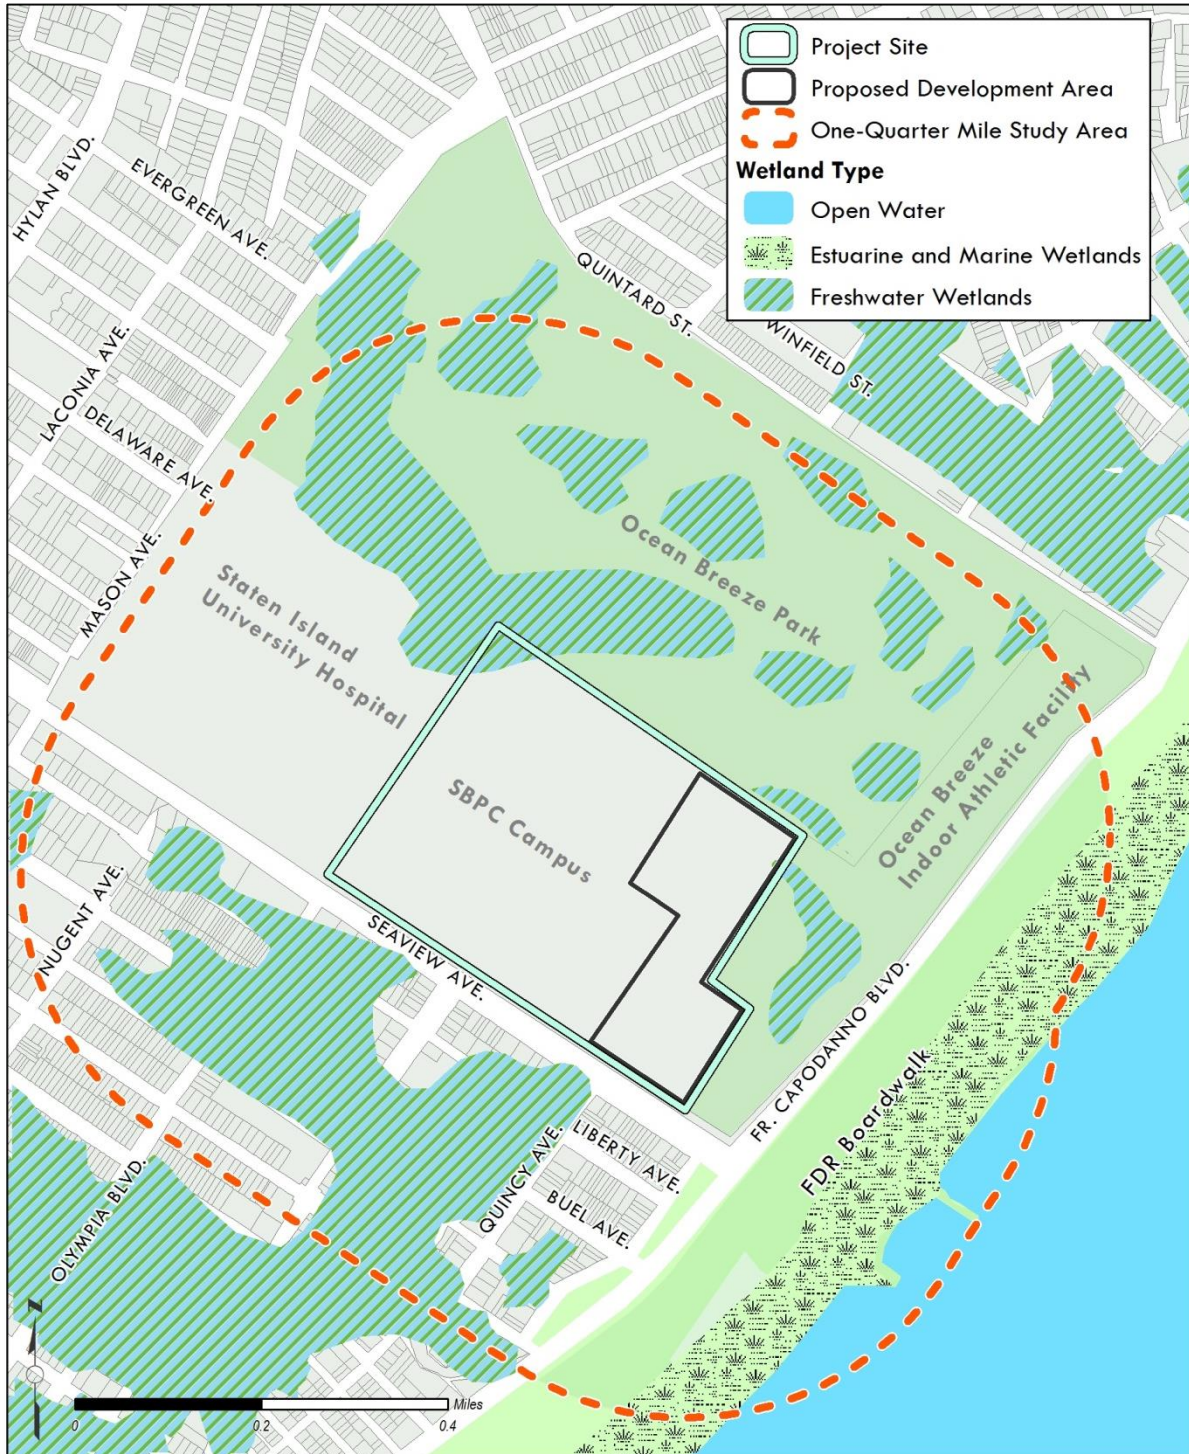 Project Site
Proposed Development Area
One-Quarter Mile Study Area
Wetland Type
Open Water
Estuarine and Marine Wetlands
Freshwater Wetlands
HYLAN BLVD.
EVERGREEN AVE.
QUINTARD ST.
WINFIELD ST.
LACONIA AVE.
DELAWARE AVE.
MASON AVE.
Staten Island
University Hospital
Ocean Breeze Park
Ocean Breeze
Indoor Athletic Facility
SBPC Campus
NUGENT AVE.
SEAVIEW AVE.
FR. CAPODANNO BLVD.
FDR Boardwalk
LIBERTY AVE.
QUINCY AVE.
BUEL AVE.
OLYMPIA BLVD.
N
Miles
0
0.2
0.4